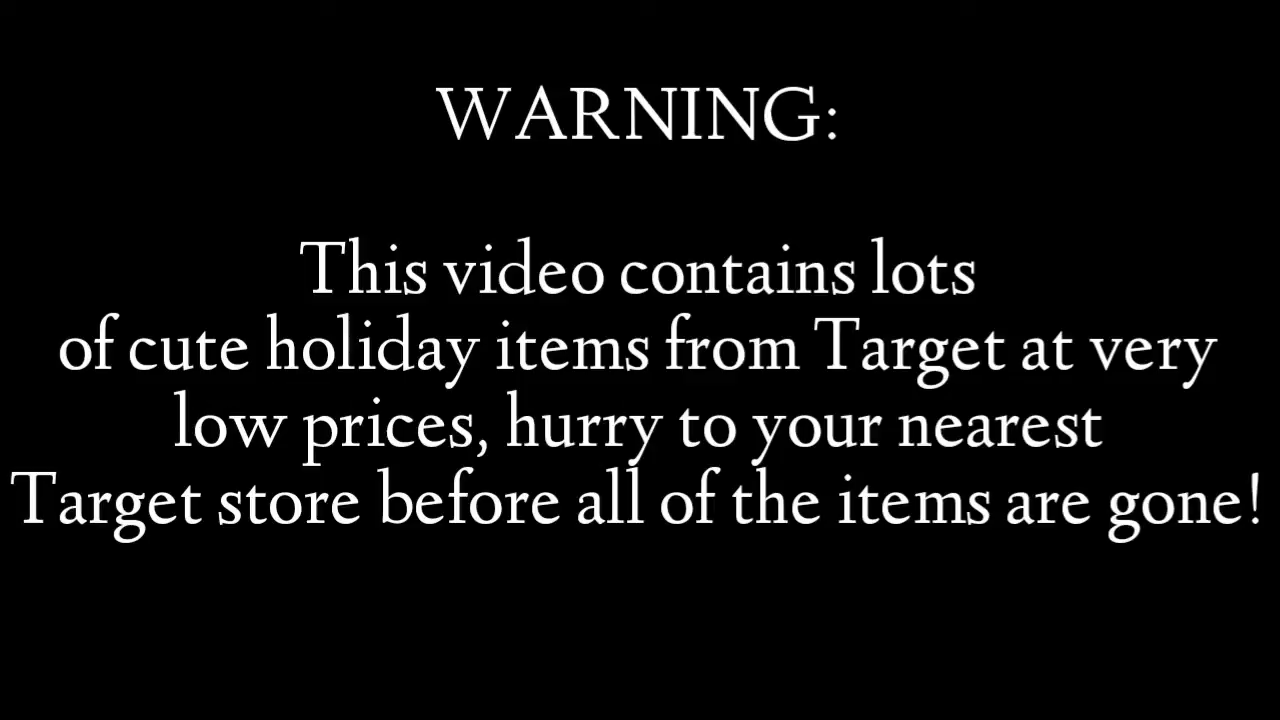 WARNING:
This video contains lots
of cute holiday items from Target at very
low prices, hurry to your nearest
Target store before all of the items are gone!